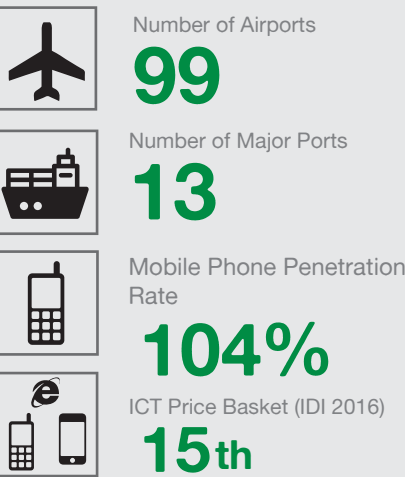 Number of Airports
99
Number of Major Ports
13
Mobile Phone Penetration
Rate
104%
ICT Price Basket (IDI 2016)
15th